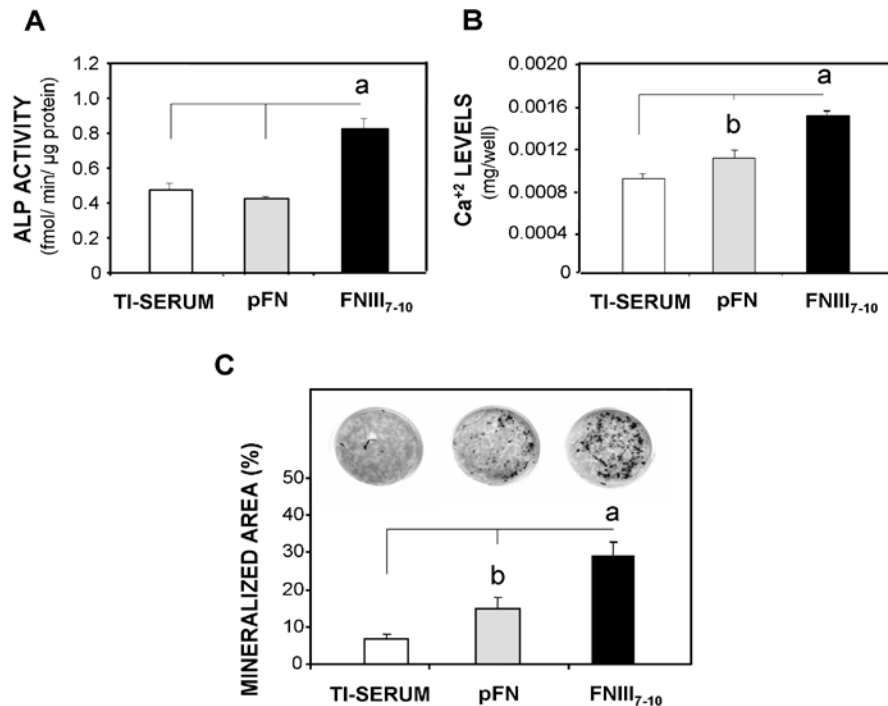 A
ALP ACTIVITY
(fmol/ min/ µg protein)
1.2
1.0
0.8
0.6
0.4
0.2
0
a
TI-SERUM pFN FNIII7-10
B
Ca+2 LEVELS
(mg/well)
0.0020
0.0016
0.0012
0.0008
0.0004
0
a
b
TI-SERUM pFN FNIII7-10
C
MINERALIZED AREA (%)
50
40
30
20
10
0
a
b
TI-SERUM pFN FNIII7-10